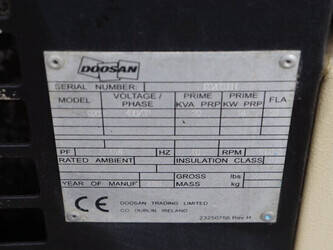 DOOSAN
SERIAL NUMBER:
MODEL VOLTAGE / PHASE PRIME KVA PRP PRIME KW PRP FLA
PF HZ RPM
RATED AMBIENT INSULATION CLASS
YEAR OF MANUF GROSS MASS lbs kg
CE
DOOSAN TRADING LIMITED
CO. DUBLIN, IRELAND
23250756 Rev H